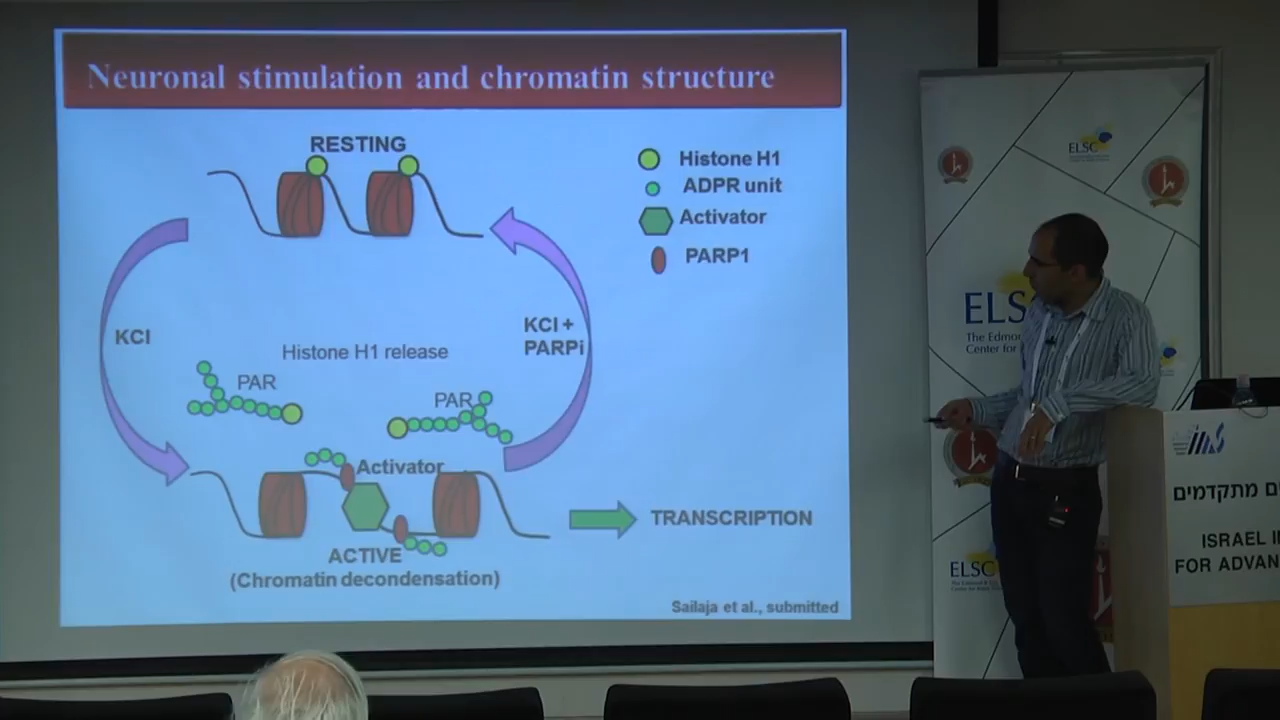 Neuronal stimulation and chromatin structure
RESTING
Histone H1
ADPR unit
Activator
PARP1
KCl
KCl +
PARPi
Histone H1 release
PAR
PAR
Activator
ACTIVE
(Chromatin decondensation)
TRANSCRIPTION
Sailaja et al., submitted
ELSC
ELS
The Edmon
Center for
ELSC
ים מתקדמים
ISRAEL I
FOR ADVAN